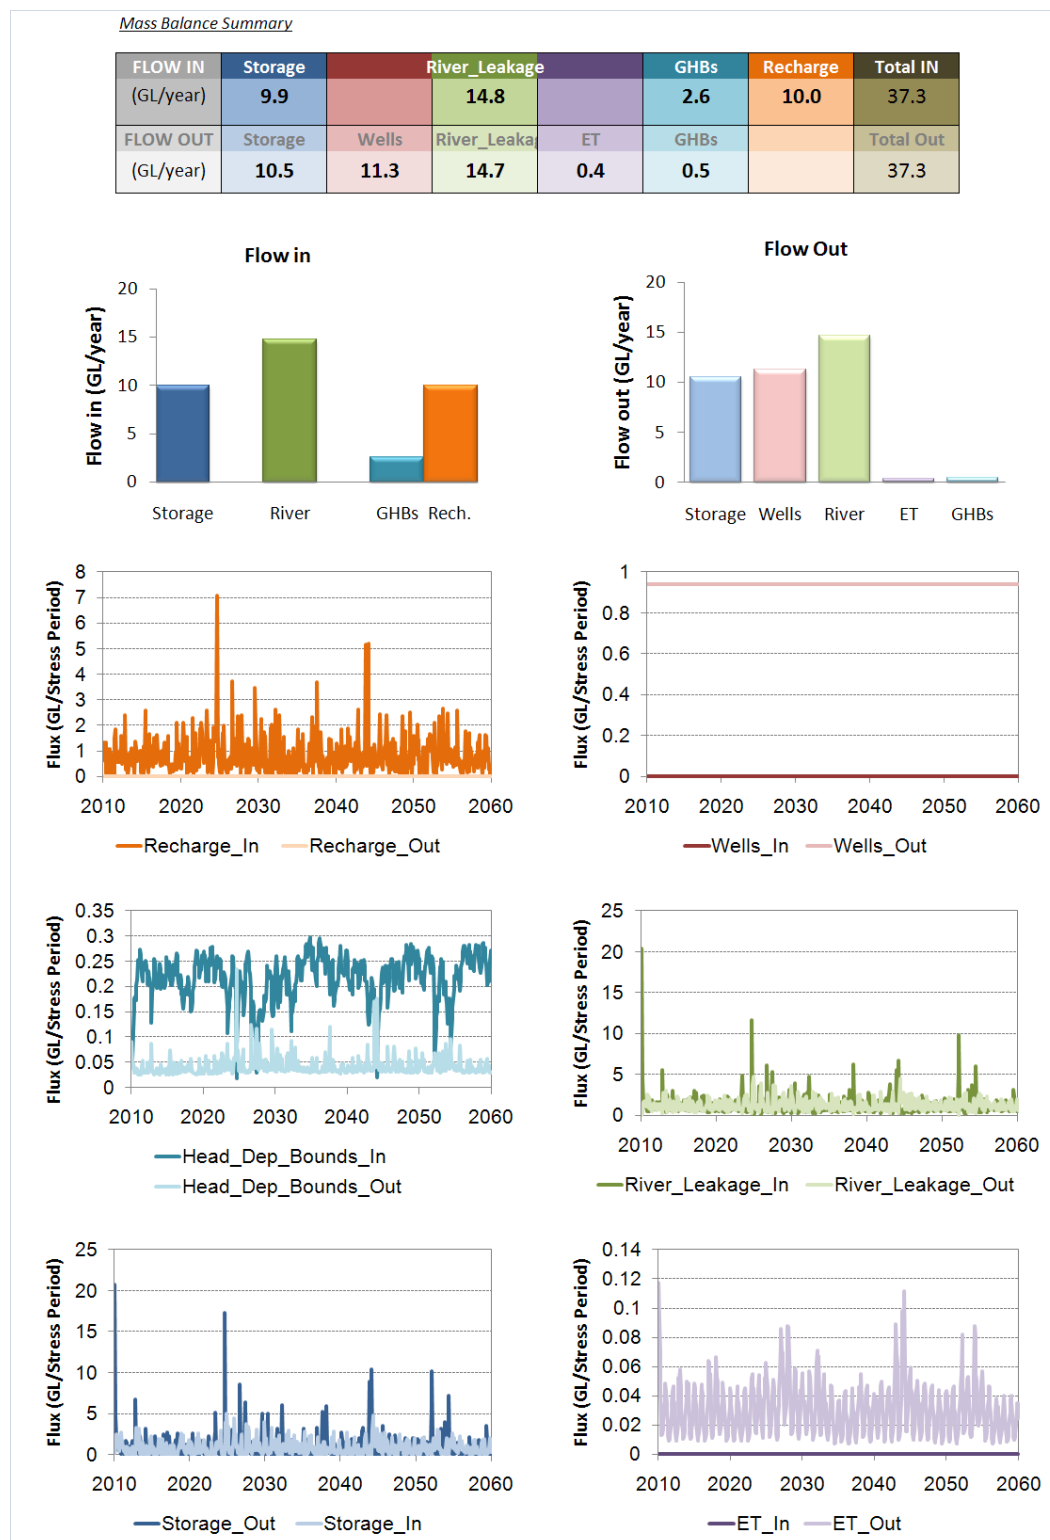 Mass Balance Summary
FLOW IN Storage River_Leakage GHBs Recharge Total IN
(GL/year) 9.9 14.8 2.6 10.0 37.3
FLOW OUT Storage Wells River_Leakag ET GHBs Total Out
(GL/year) 10.5 11.3 14.7 0.4 0.5 37.3
Flow in
Flow in (GL/year)
20
15
10
5
0
Storage River GHBs Rech.
Flow Out
Flow out (GL/year)
20
15
10
5
0
Storage Wells River ET GHBs
Flux (GL/Stress Period)
8
7
6
5
4
3
2
1
0
2010 2020 2030 2040 2050 2060
Recharge_In Recharge_Out
Flux (GL/Stress Period)
1
0.8
0.6
0.4
0.2
0
2010 2020 2030 2040 2050 2060
Wells_In Wells_Out
Flux (GL/Stress Period)
0.35
0.3
0.25
0.2
0.15
0.1
0.05
0
2010 2020 2030 2040 2050 2060
Head_Dep_Bounds_In
Head_Dep_Bounds_Out
Flux (GL/Stress Period)
25
20
15
10
5
0
2010 2020 2030 2040 2050 2060
River_Leakage_In River_Leakage_Out
Flux (GL/Stress Period)
25
20
15
10
5
0
2010 2020 2030 2040 2050 2060
Storage_Out Storage_In
Flux (GL/Stress Period)
0.14
0.12
0.1
0.08
0.06
0.04
0.02
0
2010 2020 2030 2040 2050 2060
ET_In ET_Out